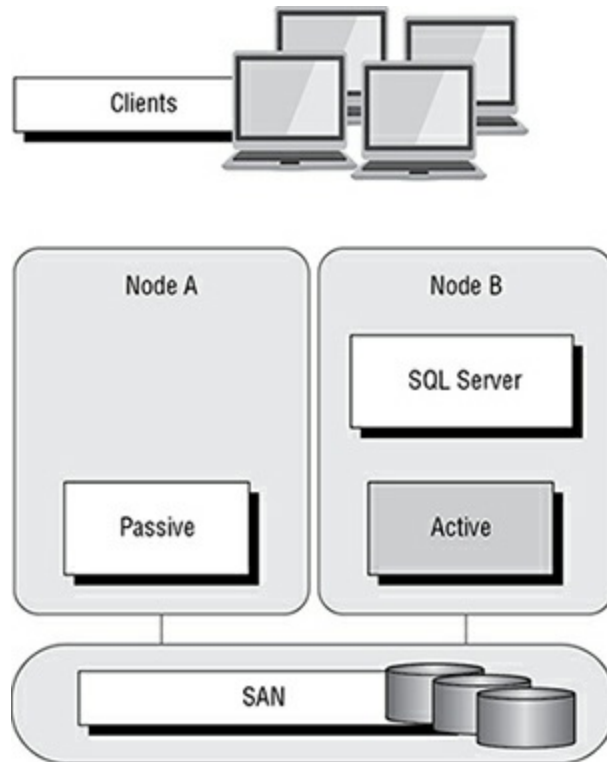 Clients
Node A
Node B
SQL Server
Passive
Active
SAN